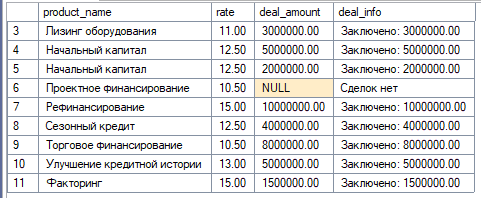 product_name rate deal_amount deal_info
3 Лизинг оборудования 11.00 3000000.00 Заключено: 3000000.00
4 Начальный капитал 12.50 5000000.00 Заключено: 5000000.00
5 Начальный капитал 12.50 2000000.00 Заключено: 2000000.00
6 Проектное финансирование 10.50 NULL Сделок нет
7 Рефинансирование 15.00 10000000.00 Заключено: 10000000.00
8 Сезонный кредит 12.50 4000000.00 Заключено: 4000000.00
9 Торговое финансирование 10.50 8000000.00 Заключено: 8000000.00
10 Улучшение кредитной истории 13.00 5000000.00 Заключено: 5000000.00
11 Факторинг 15.00 1500000.00 Заключено: 1500000.00